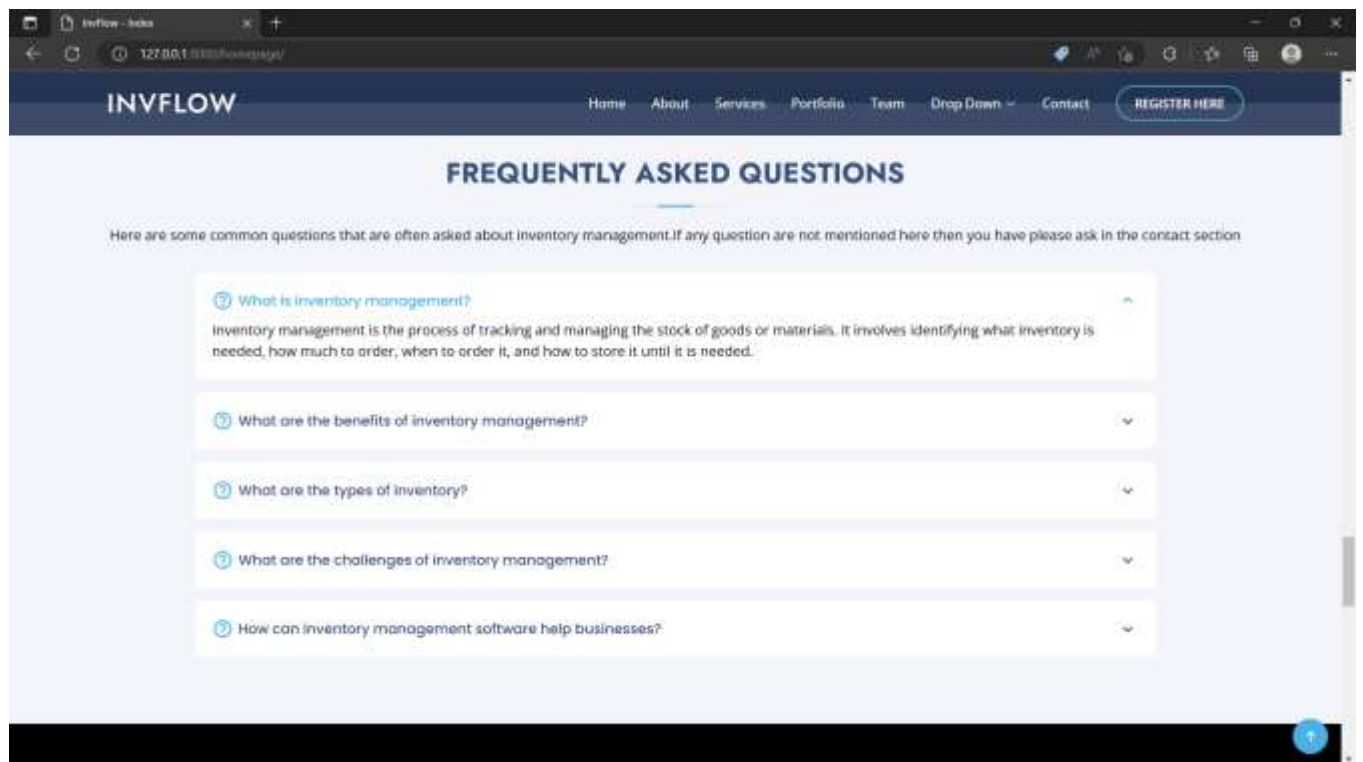 Invflow - Index
127.0.0.1:8000/homepage/
INVFLOW
Home About Services Portfolio Team Drop Down Contact REGISTER HERE
FREQUENTLY ASKED QUESTIONS
Here are some common questions that are often asked about inventory management.If any question are not mentioned here then you have please ask in the contact section
What is inventory management?
Inventory management is the process of tracking and managing the stock of goods or materials. It involves identifying what inventory is
needed, how much to order, when to order it, and how to store it until it is needed.
What are the benefits of inventory management?
What are the types of inventory?
What are the challenges of inventory management?
How can inventory management software help businesses?